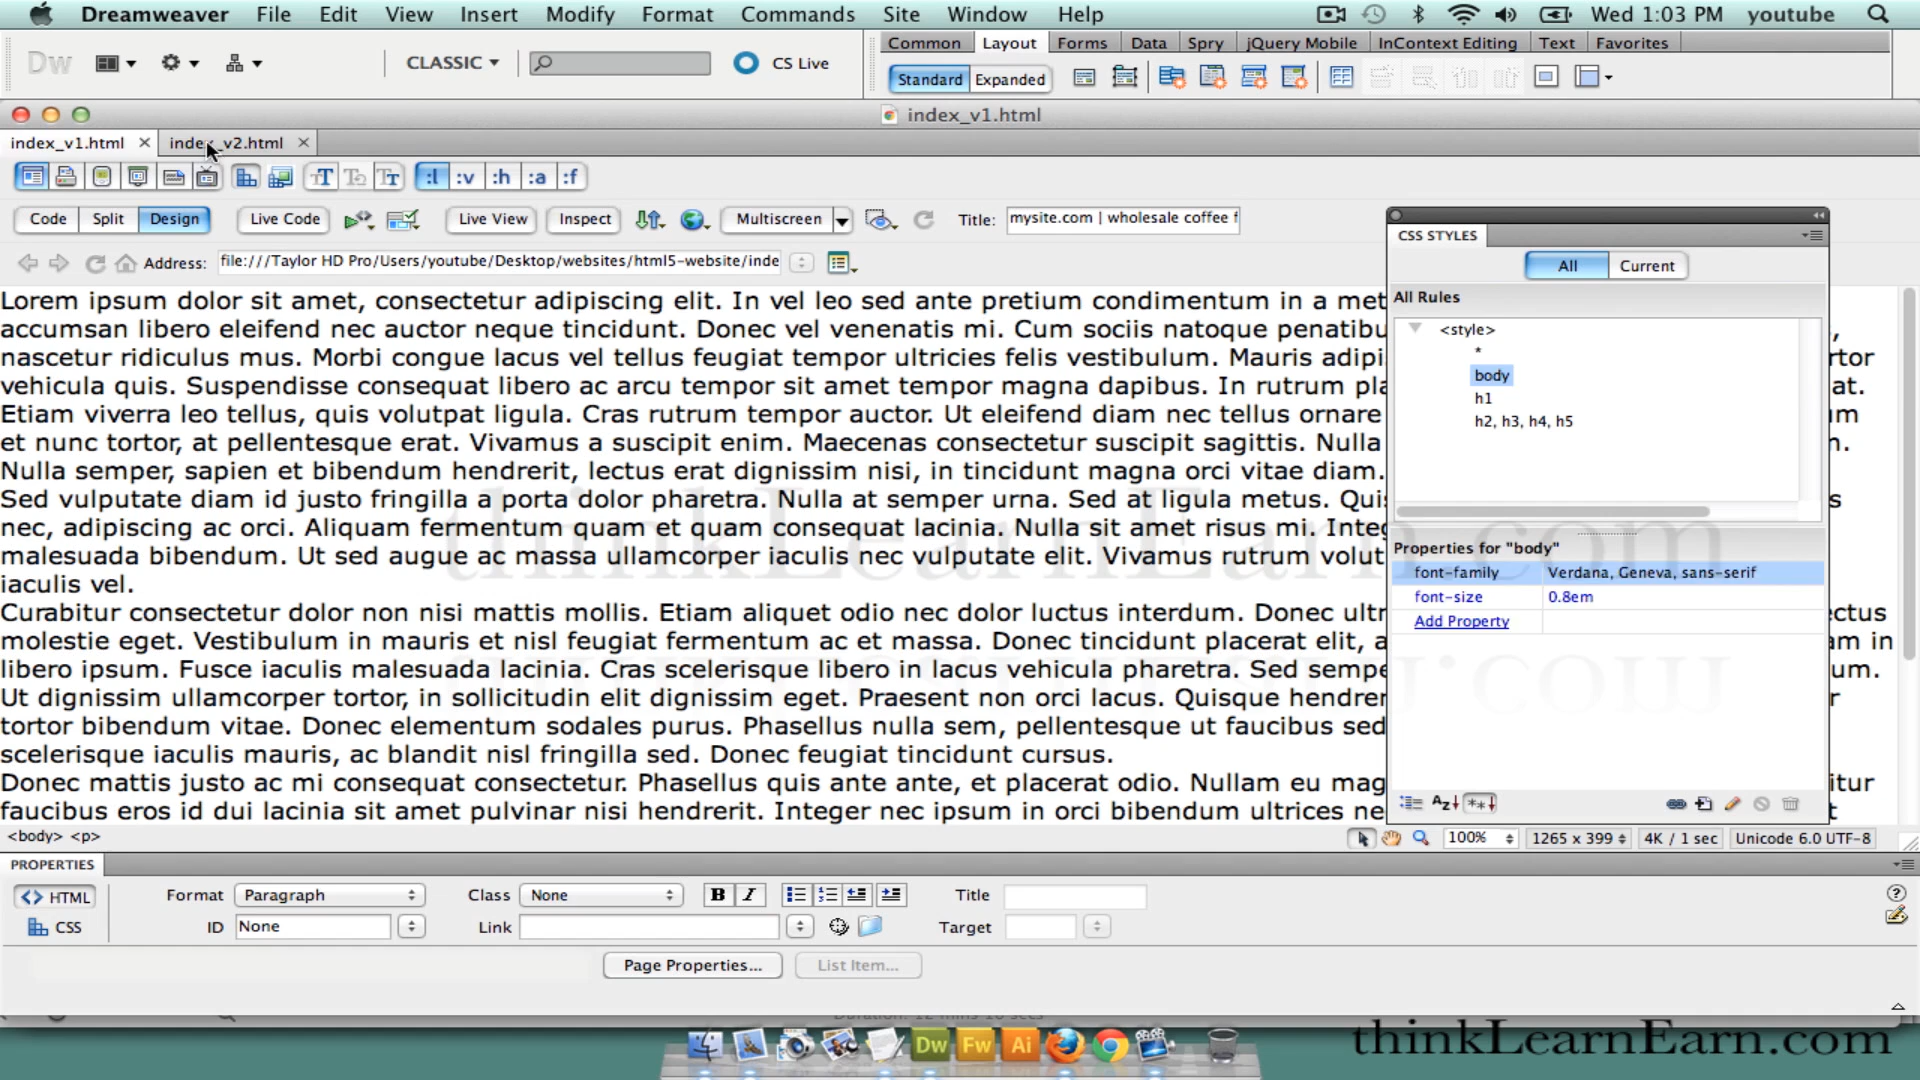 Dreamweaver File Edit View Insert Modify Format Commands Site Window Help Wed 1:03 PM youtube
Dw CLASSIC CS Live
Common Layout Forms Data Spry jQuery Mobile InContext Editing Text Favorites
Standard Expanded
index_v1.html
index_v1.html index_v2.html
:l :v :h :a :f
Code Split Design Live Code Live View Inspect Multiscreen Title: mysite.com | wholesale coffee f
Address: file:///Taylor HD Pro/Users/youtube/Desktop/websites/html5-website/inde
Lorem ipsum dolor sit amet, consectetur adipiscing elit. In vel leo sed ante pretium condimentum in a met
accumsan libero eleifend nec auctor neque tincidunt. Donec vel venenatis mi. Cum sociis natoque penatibu ,
nascetur ridiculus mus. Morbi congue lacus vel tellus feugiat tempor ultricies felis vestibulum. Mauris adipi rtor
vehicula quis. Suspendisse consequat libero ac arcu tempor sit amet tempor magna dapibus. In rutrum pla at.
Etiam viverra leo tellus, quis volutpat ligula. Cras rutrum tempor auctor. Ut eleifend diam nec tellus ornare um
et nunc tortor, at pellentesque erat. Vivamus a suscipit enim. Maecenas consectetur suscipit sagittis. Nulla n.
Nulla semper, sapien et bibendum hendrerit, lectus erat dignissim nisi, in tincidunt magna orci vitae diam.
Sed vulputate diam id justo fringilla a porta dolor pharetra. Nulla at semper urna. Sed at ligula metus. Quis s
nec, adipiscing ac orci. Aliquam fermentum quam et quam consequat lacinia. Nulla sit amet risus mi. Integ
malesuada bibendum. Ut sed augue ac massa ullamcorper iaculis nec vulputate elit. Vivamus rutrum volut
iaculis vel.
Curabitur consectetur dolor non nisi mattis mollis. Etiam aliquet odio nec dolor luctus interdum. Donec ultr ectus
molestie eget. Vestibulum in mauris et nisl feugiat fermentum ac et massa. Donec tincidunt placerat elit, a am in
libero ipsum. Fusce iaculis malesuada lacinia. Cras scelerisque libero in lacus vehicula pharetra. Sed sempe um.
Ut dignissim ullamcorper tortor, in sollicitudin elit dignissim eget. Praesent non orci lacus. Quisque hendrer r
tortor bibendum vitae. Donec elementum sodales purus. Phasellus nulla sem, pellentesque ut faucibus sed
scelerisque iaculis mauris, ac blandit nisl fringilla sed. Donec feugiat tincidunt cursus.
Donec mattis justo ac mi consequat consectetur. Phasellus quis ante ante, et placerat odio. Nullam eu mag itur
faucibus eros id dui lacinia sit amet pulvinar nisi hendrerit. Integer nec ipsum in orci bibendum ultrices ne t
thinkLearnEarn.com
CSS STYLES
All Current
All Rules
<style>
*
body
h1
h2, h3, h4, h5
Properties for "body"
font-family Verdana, Geneva, sans-serif
font-size 0.8em
Add Property
<body> <p> 100% 1265 x 399 4K / 1 sec Unicode 6.0 UTF-8
PROPERTIES
HTML Format Paragraph Class None B I Title
CSS ID None Link Target
Page Properties... List Item...
Duration: 12 mins 10 secs
Dw Fw Ai
thinkLearnEarn.com